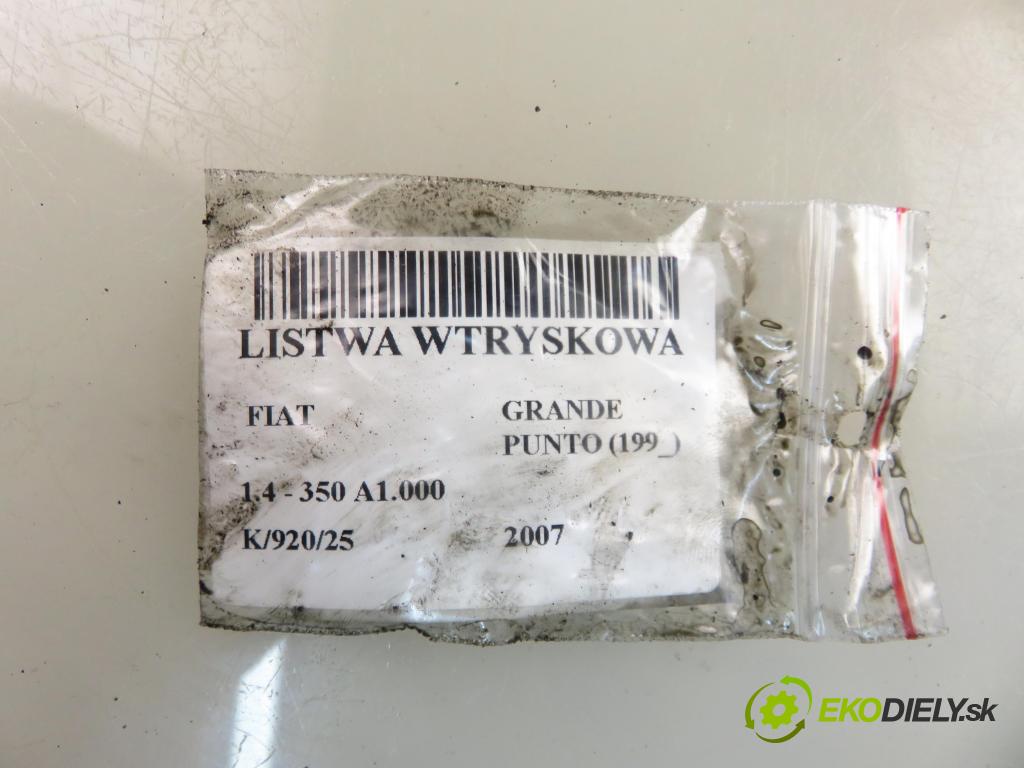 LISTWA WTRYSKOWA
FIAT
GRANDE
PUNTO (199_)
1.4 - 350 A1.000
K/920/25
2007
EKODIELY.sk